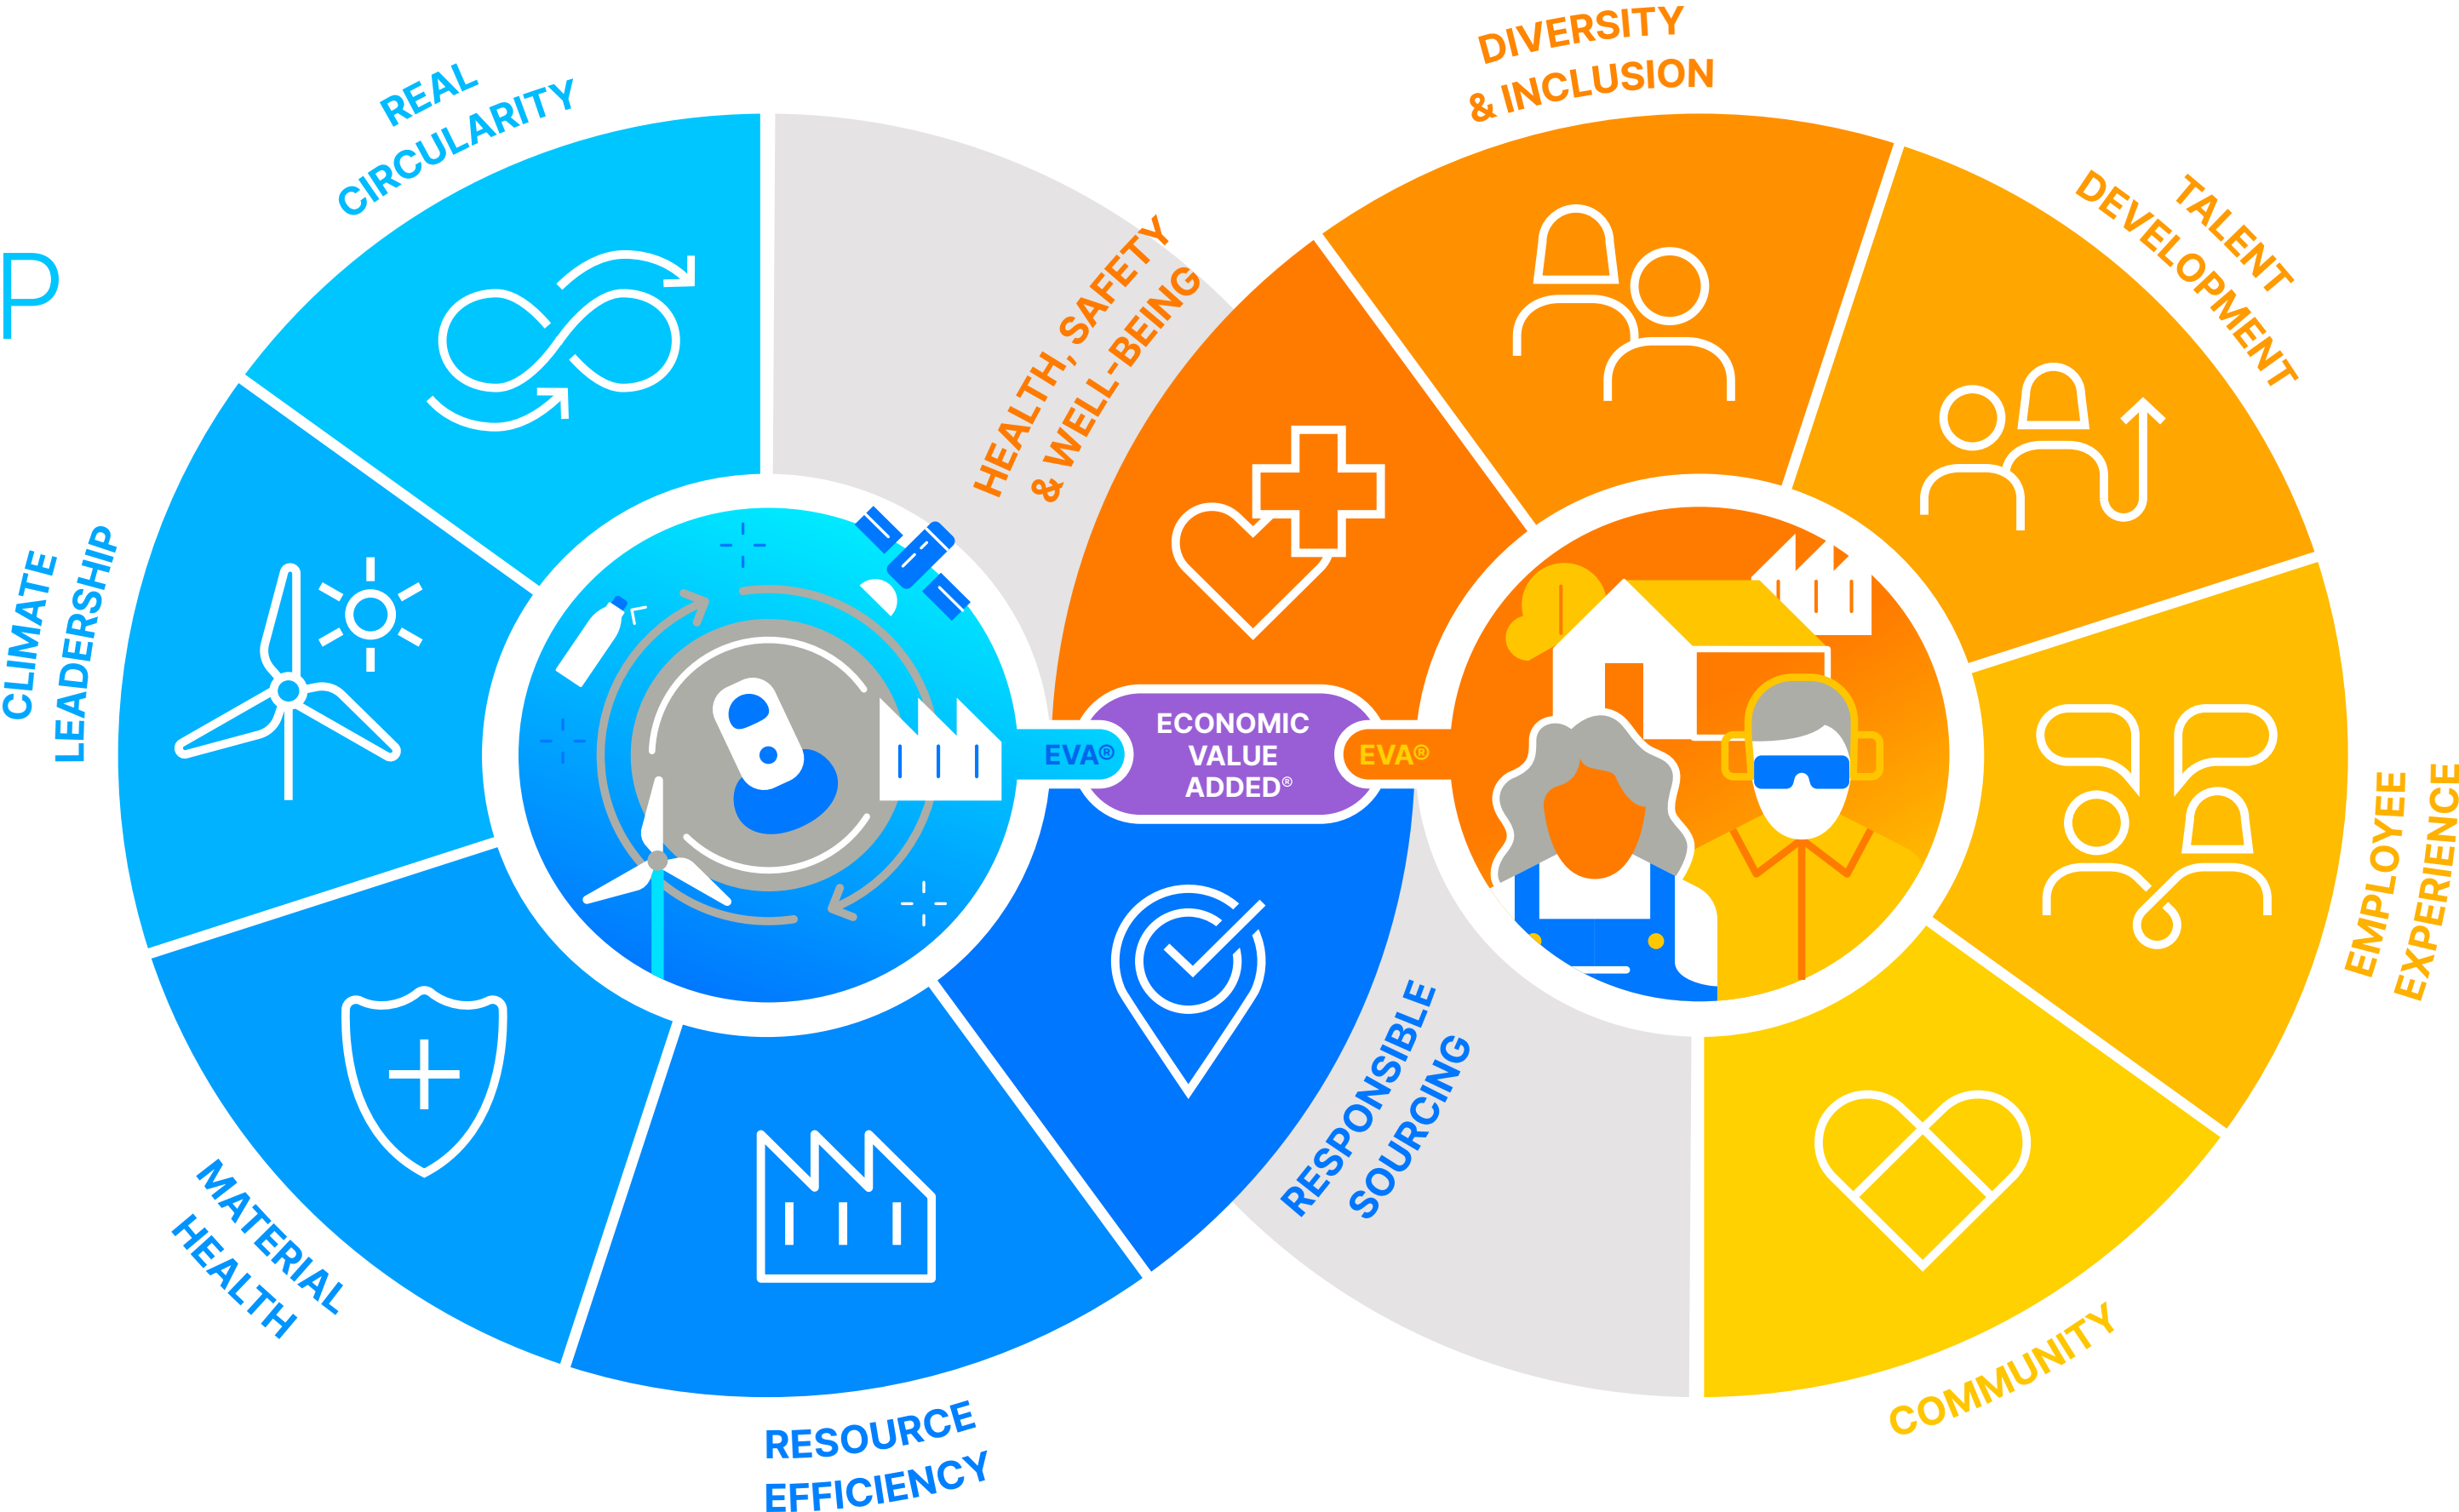 REAL
CIRCULARITY
P
CLIMATE
LEADERSHIP
MATERIAL
HEALTH
RESOURCE
EFFICIENCY
RESPONSIBLE
SOURCING
EVA®
ECONOMIC
VALUE
ADDED®
EVA®
HEALTH, SAFETY
& WELL-BEING
DIVERSITY
& INCLUSION
TALENT
DEVELOPMENT
EMPLOYEE
EXPERIENCE
COMMUNITY